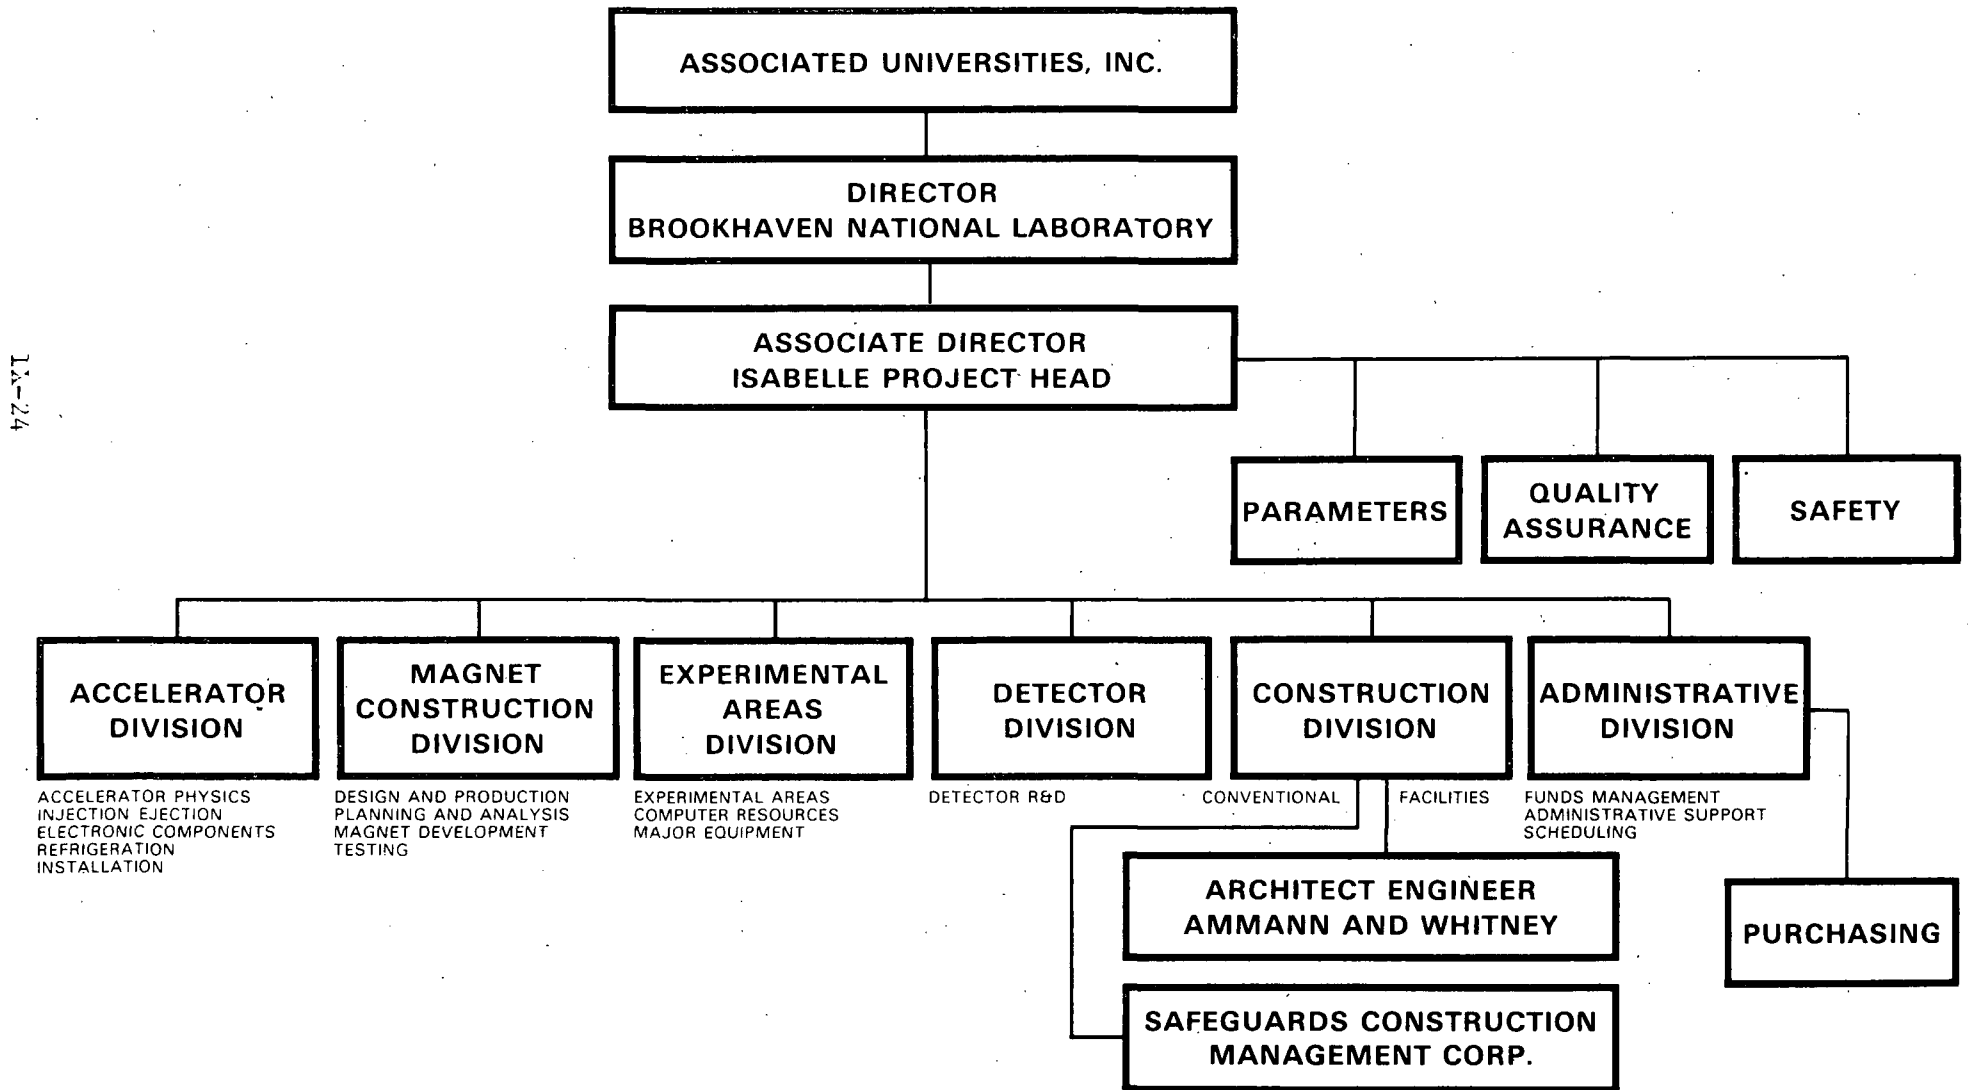 ASSOCIATED UNIVERSITIES, INC.
DIRECTOR
BROOKHAVEN NATIONAL LABORATORY
ASSOCIATE DIRECTOR
ISABELLE PROJECT HEAD
IX-24
PARAMETERS
QUALITY
ASSURANCE
SAFETY
ACCELERATOR
DIVISION
ACCELERATOR PHYSICS
INJECTION EJECTION
ELECTRONIC COMPONENTS
REFRIGERATION
INSTALLATION
MAGNET
CONSTRUCTION
DIVISION
DESIGN AND PRODUCTION
PLANNING AND ANALYSIS
MAGNET DEVELOPMENT
TESTING
EXPERIMENTAL
AREAS
DIVISION
EXPERIMENTAL AREAS
COMPUTER RESOURCES
MAJOR EQUIPMENT
DETECTOR
DIVISION
DETECTOR R&D
CONSTRUCTION
DIVISION
CONVENTIONAL FACILITIES
ADMINISTRATIVE
DIVISION
FUNDS MANAGEMENT
ADMINISTRATIVE SUPPORT
SCHEDULING
ARCHITECT ENGINEER
AMMANN AND WHITNEY
PURCHASING
SAFEGUARDS CONSTRUCTION
MANAGEMENT CORP.